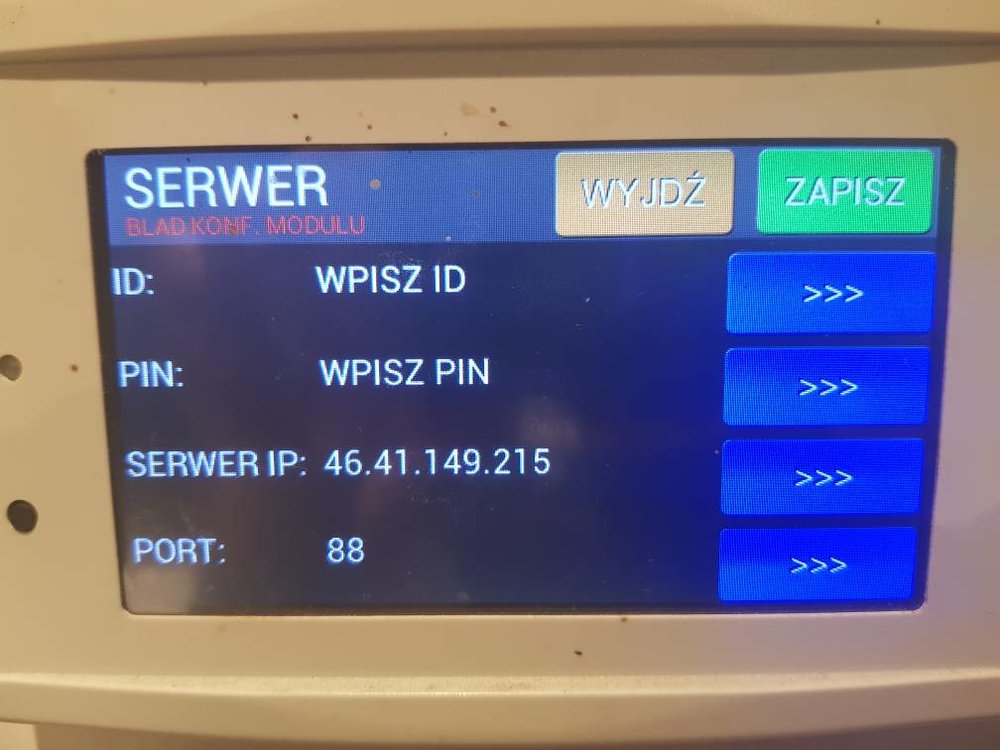 SERWER
BLAD KONF. MODULU
WYJDŹ
ZAPISZ
ID: WPISZ ID >>>
PIN: WPISZ PIN >>>
SERWER IP: 46.41.149.215 >>>
PORT: 88 >>>